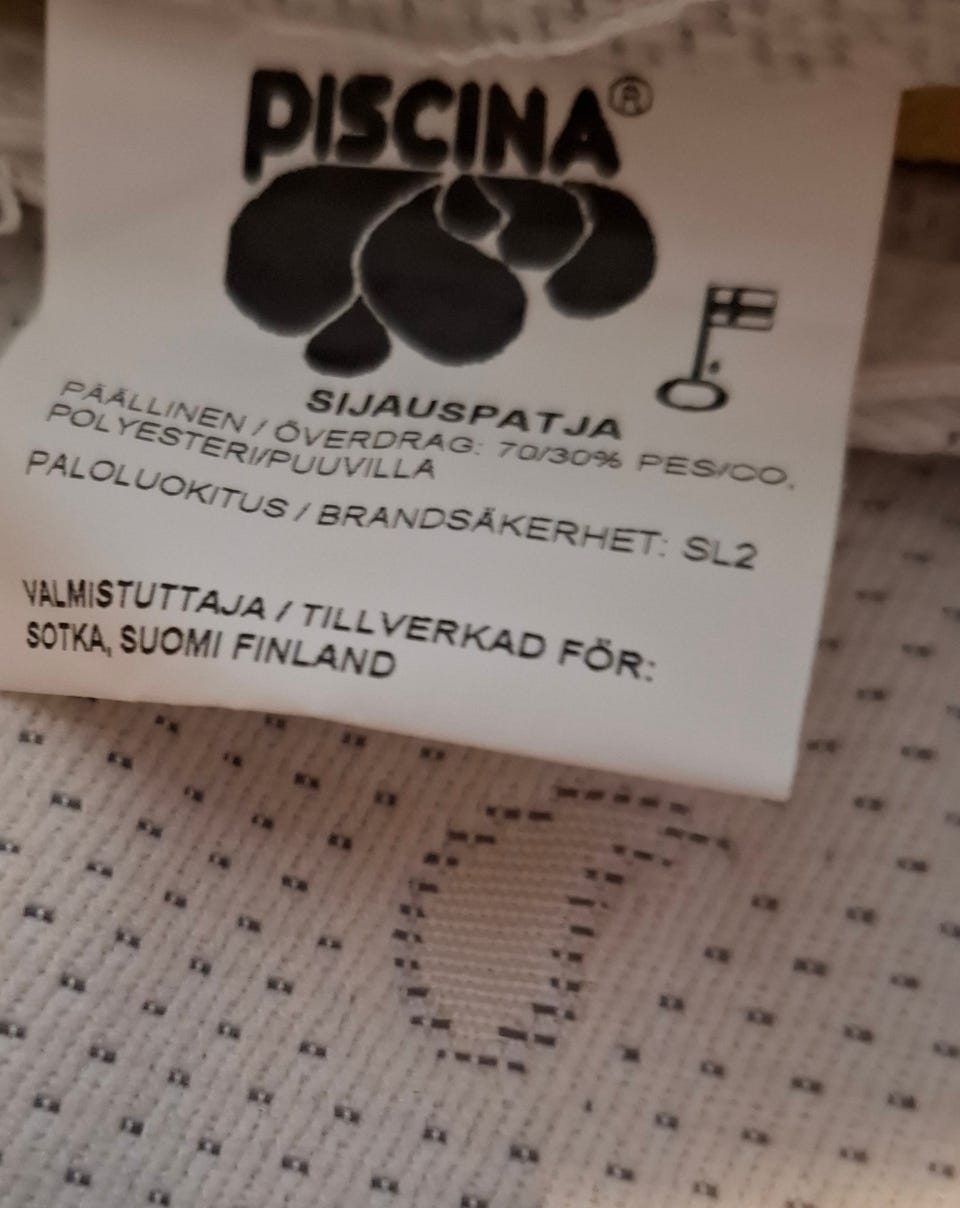 PISCINA®
SIJAUSPATJA
PÄÄLLINEN / ÖVERDRAG: 70/30% PES/CO,
POLYESTERI/PUUVILLA
PALOLUOKITUS / BRANDSÄKERHET: SL2
VALMISTUTTAJA / TILLVERKAD FÖR:
SOTKA, SUOMI FINLAND